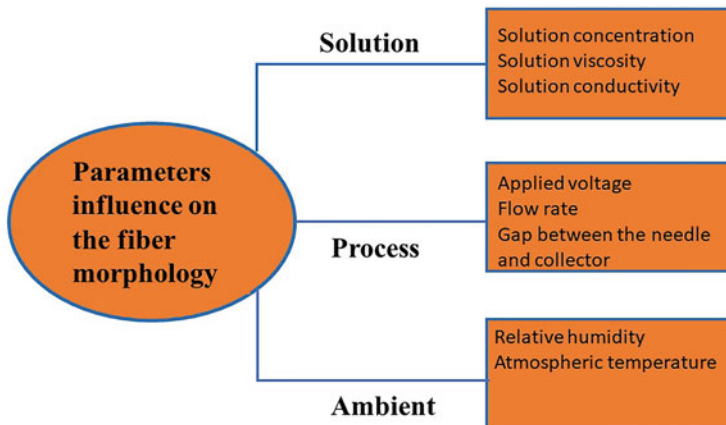 Parameters
influence on
the fiber
morphology
Solution
Solution concentration
Solution viscosity
Solution conductivity
Process
Applied voltage
Flow rate
Gap between the needle
and collector
Ambient
Relative humidity
Atmospheric temperature